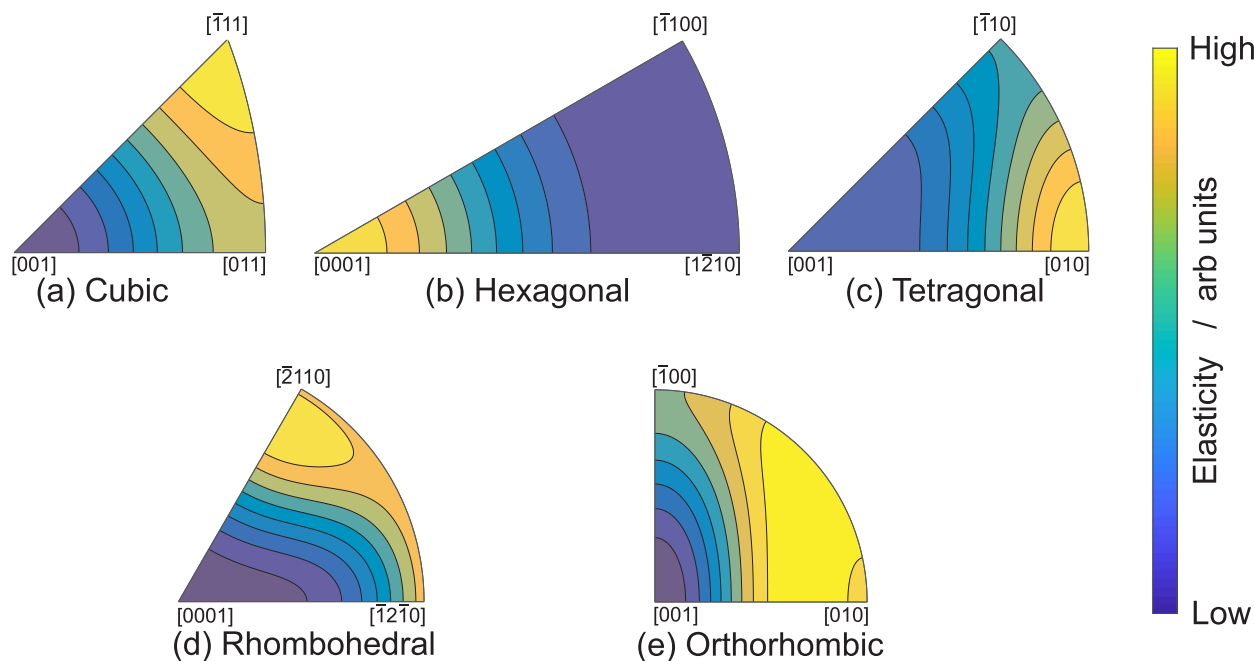 [1̅11]
[001]
[011]
(a) Cubic
[1̅100]
[0001]
[12̅10]
(b) Hexagonal
[1̅10]
[001]
[010]
(c) Tetragonal
High
Elasticity / arb units
Low
[2̅110]
[0001]
[1̅21̅0]
(d) Rhombohedral
[1̅00]
[001]
[010]
(e) Orthorhombic